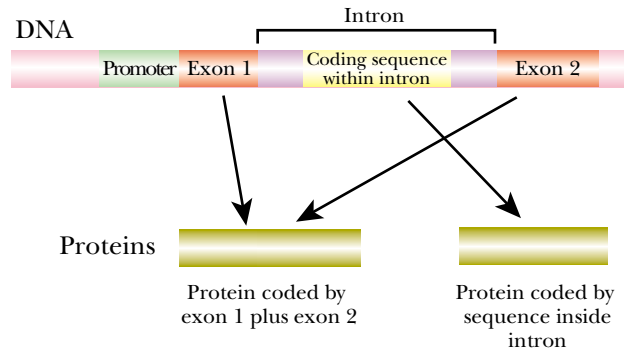 Intron
DNA
Promoter Exon 1 Coding sequence within intron Exon 2
Proteins
Protein coded by
exon 1 plus exon 2
Protein coded by
sequence inside
intron